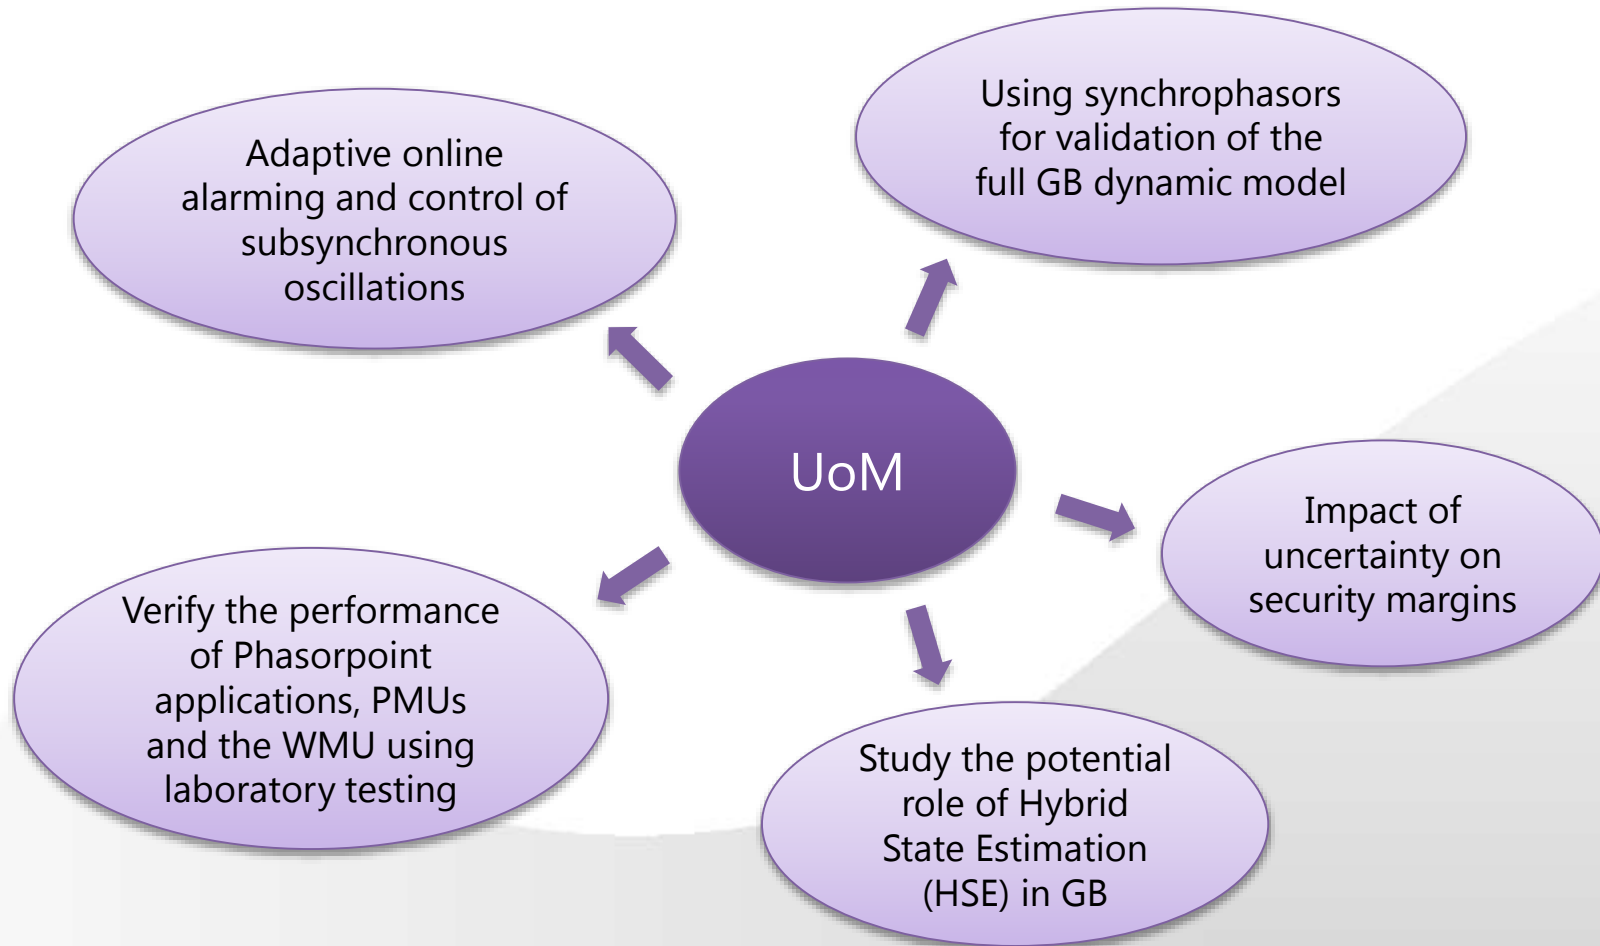 Using synchrophasors
for validation of the
full GB dynamic model
Adaptive online
alarming and control of
subsynchronous
oscillations
UoM
Impact of
uncertainty on
security margins
Verify the performance
of Phasorpoint
applications, PMUs
and the WMU using
laboratory testing
Study the potential
role of Hybrid
State Estimation
(HSE) in GB